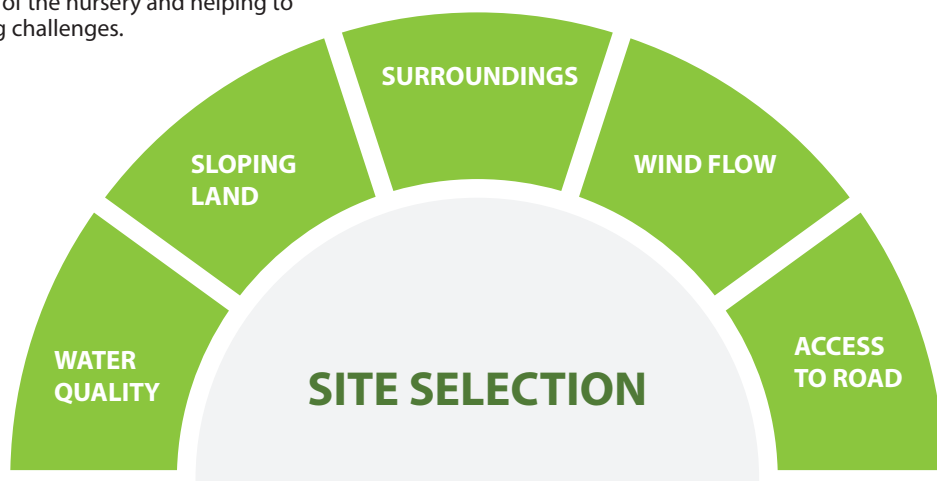 of the nursery and helping to
g challenges.
SURROUNDINGS
SLOPING
LAND
WIND FLOW
WATER
QUALITY
ACCESS
TO ROAD
SITE SELECTION